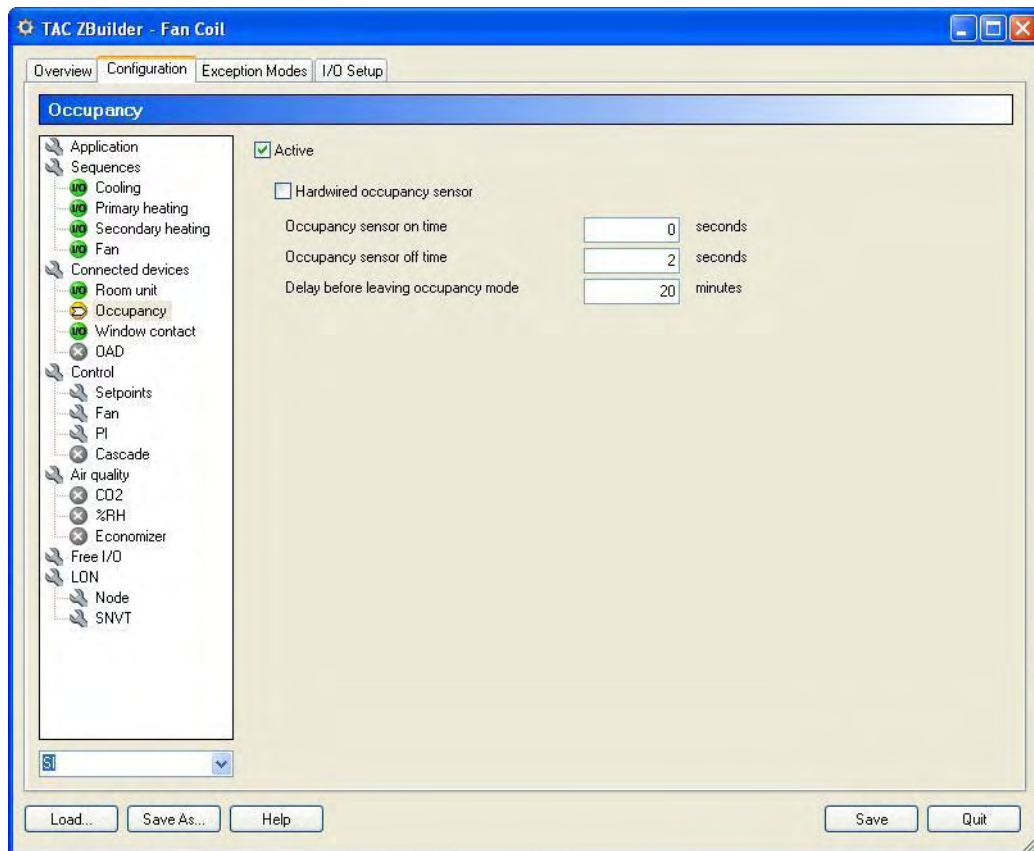 TAC ZBuilder - Fan Coil
Overview Configuration Exception Modes I/O Setup
Occupancy
Application
Sequences
I/O Cooling
I/O Primary heating
I/O Secondary heating
I/O Fan
Connected devices
I/O Room unit
Occupancy
I/O Window contact
OAD
Control
Setpoints
Fan
PI
Cascade
Air quality
CO2
%RH
Economizer
Free I/O
LON
Node
SNVT
SI
Active
Hardwired occupancy sensor
Occupancy sensor on time 0 seconds
Occupancy sensor off time 2 seconds
Delay before leaving occupancy mode 20 minutes
Load... Save As... Help Save Quit